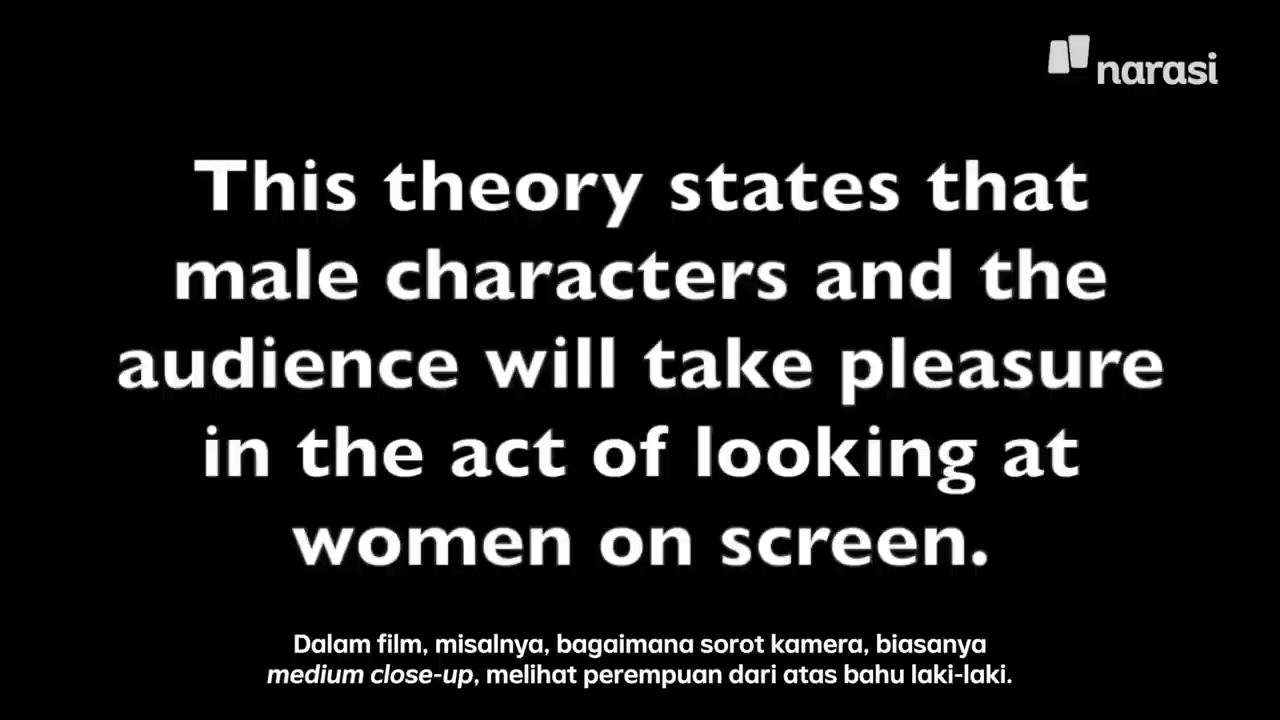 narasi
This theory states that
male characters and the
audience will take pleasure
in the act of looking at
women on screen.
Dalam film, misalnya, bagaimana sorot kamera, biasanya
medium close-up, melihat perempuan dari atas bahu laki-laki.